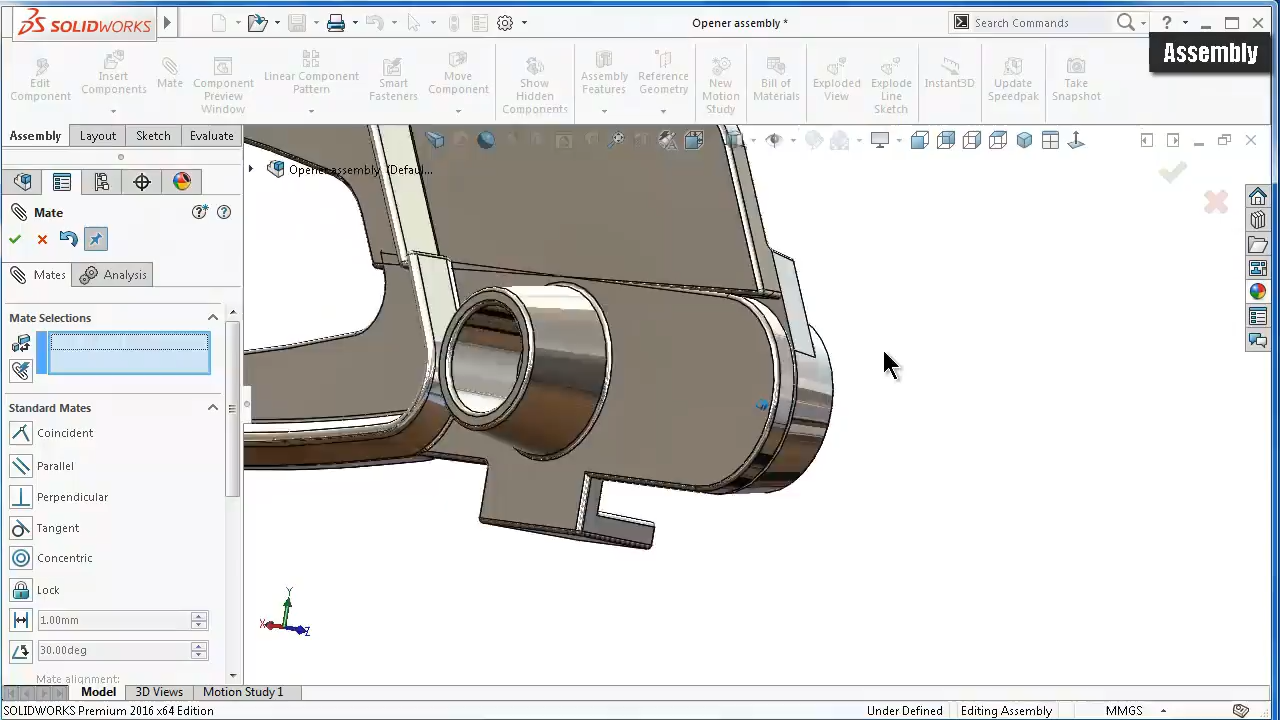 SOLIDWORKS
Opener assembly *
Search Commands
?
Assembly
Edit Component
Insert Components
Mate
Component Preview Window
Linear Component Pattern
Smart Fasteners
Move Component
Show Hidden Components
Assembly Features
Reference Geometry
New Motion Study
Bill of Materials
Exploded View
Explode Line Sketch
Instant3D
Update Speedpak
Take Snapshot
Assembly
Layout
Sketch
Evaluate
Opener assembly (Defaul...
Mate
Mates
Analysis
Mate Selections
Standard Mates
Coincident
Parallel
Perpendicular
Tangent
Concentric
Lock
1.00mm
30.00deg
Mate alignment:
Y
X
Z
Model
3D Views
Motion Study 1
SOLIDWORKS Premium 2016 x64 Edition
Under Defined
Editing Assembly
MMGS